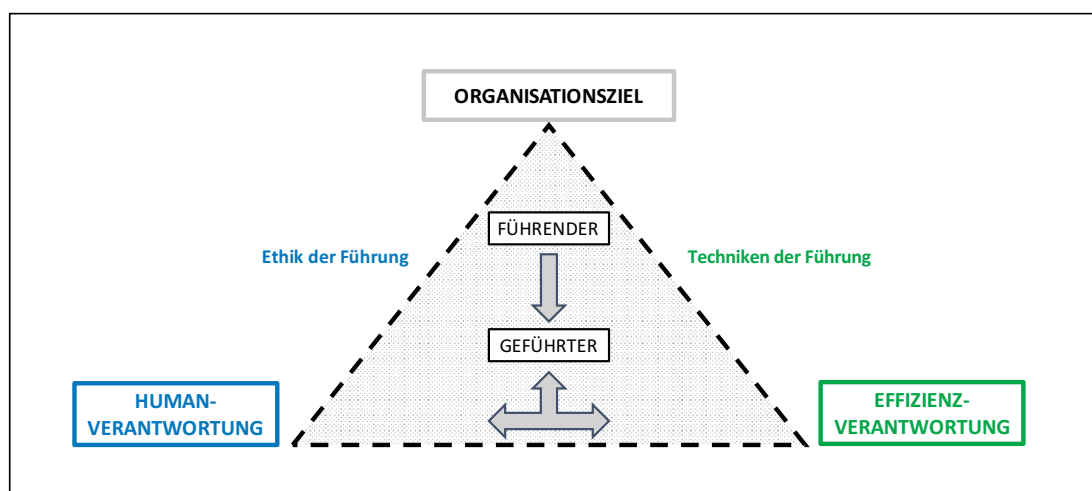 ORGANISATIONSZIEL
FÜHRENDER
Ethik der Führung
Techniken der Führung
GEFÜHRTER
HUMAN-
VERANTWORTUNG
EFFIZIENZ-
VERANTWORTUNG